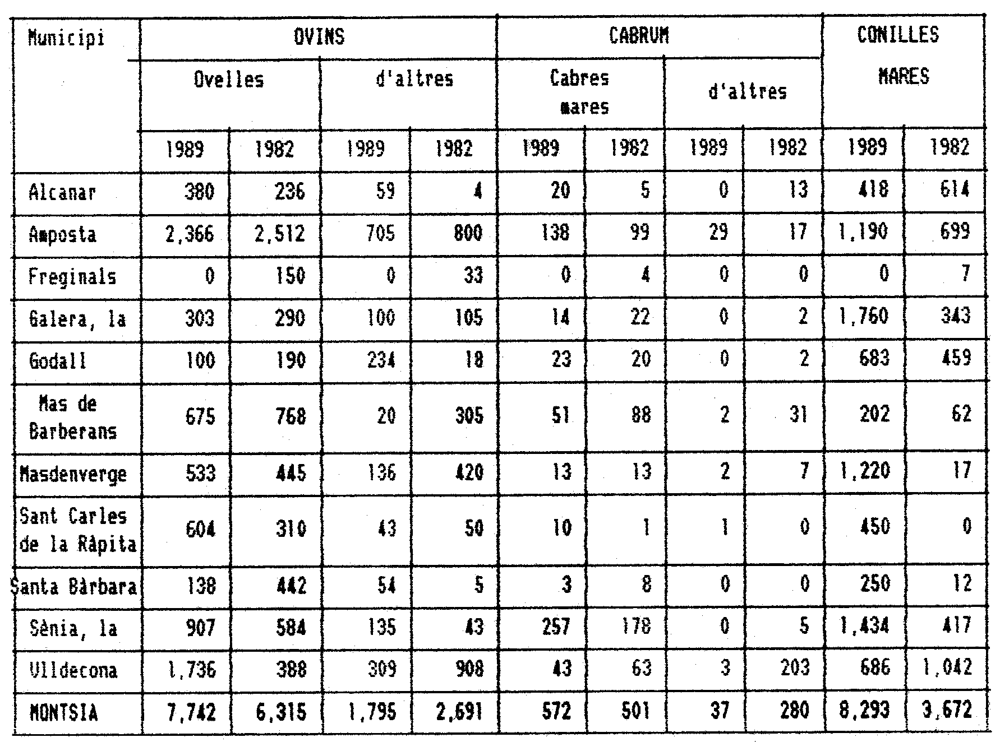 Municipi OVINS CABRUM CONILLES
Ovelles d'altres Cabres d'altres MARES
mares
1989 1982 1989 1982 1989 1982 1989 1982 1989 1982
Alcanar 380 236 59 4 20 5 0 13 418 614
Amposta 2,366 2,512 705 800 138 99 29 17 1,190 699
Freginals 0 150 0 33 0 4 0 0 0 7
Galera, la 303 290 100 105 14 22 0 2 1,760 343
Godall 100 190 234 18 23 20 0 2 683 459
Mas de
Barberans 675 768 20 305 51 88 2 31 202 62
Masdenverge 533 445 136 420 13 13 2 7 1,220 17
Sant Carles
de la Ràpita 604 310 43 50 10 1 1 0 450 0
Santa Bàrbara 138 442 54 5 3 8 0 0 250 12
Sènia, la 907 584 135 43 257 178 0 5 1,434 417
Ulldecona 1,736 388 309 908 43 63 3 203 686 1,042
MONTSIA 7,742 6,315 1,795 2,691 572 501 37 280 8,293 3,672